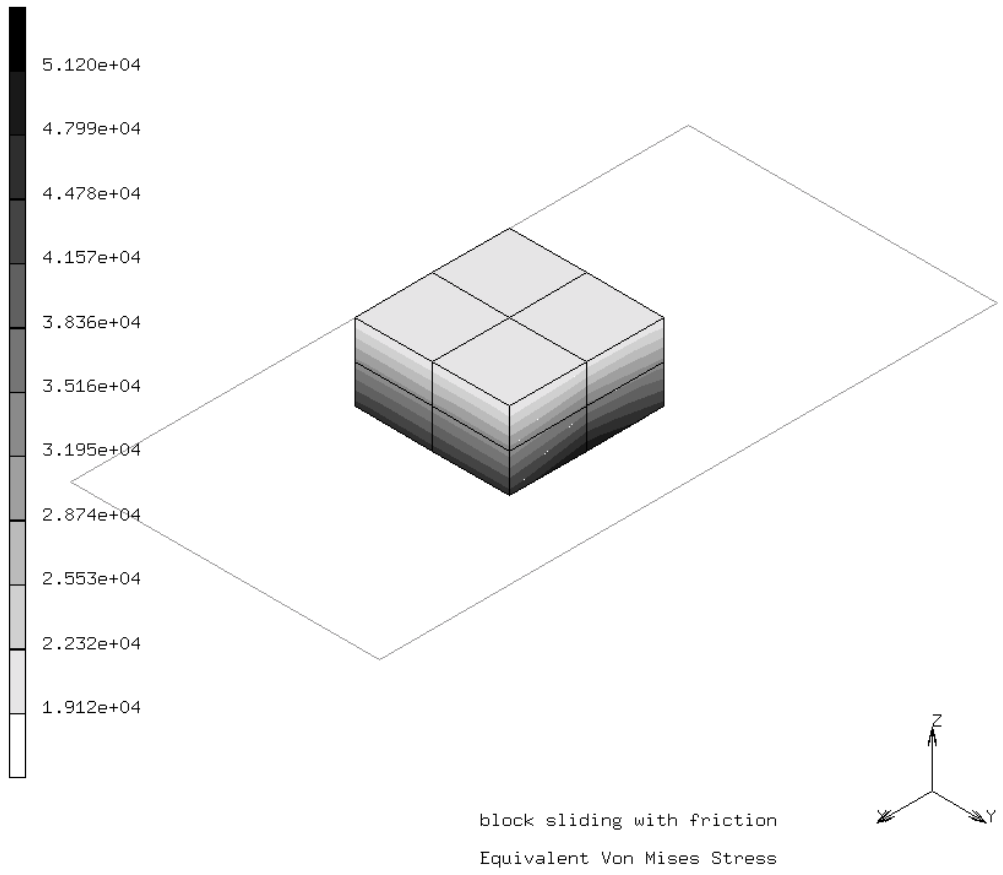 5.120e+04
4.799e+04
4.478e+04
4.157e+04
3.836e+04
3.516e+04
3.195e+04
2.874e+04
2.553e+04
2.232e+04
1.912e+04
Z
X
Y
block sliding with friction
Equivalent Von Mises Stress